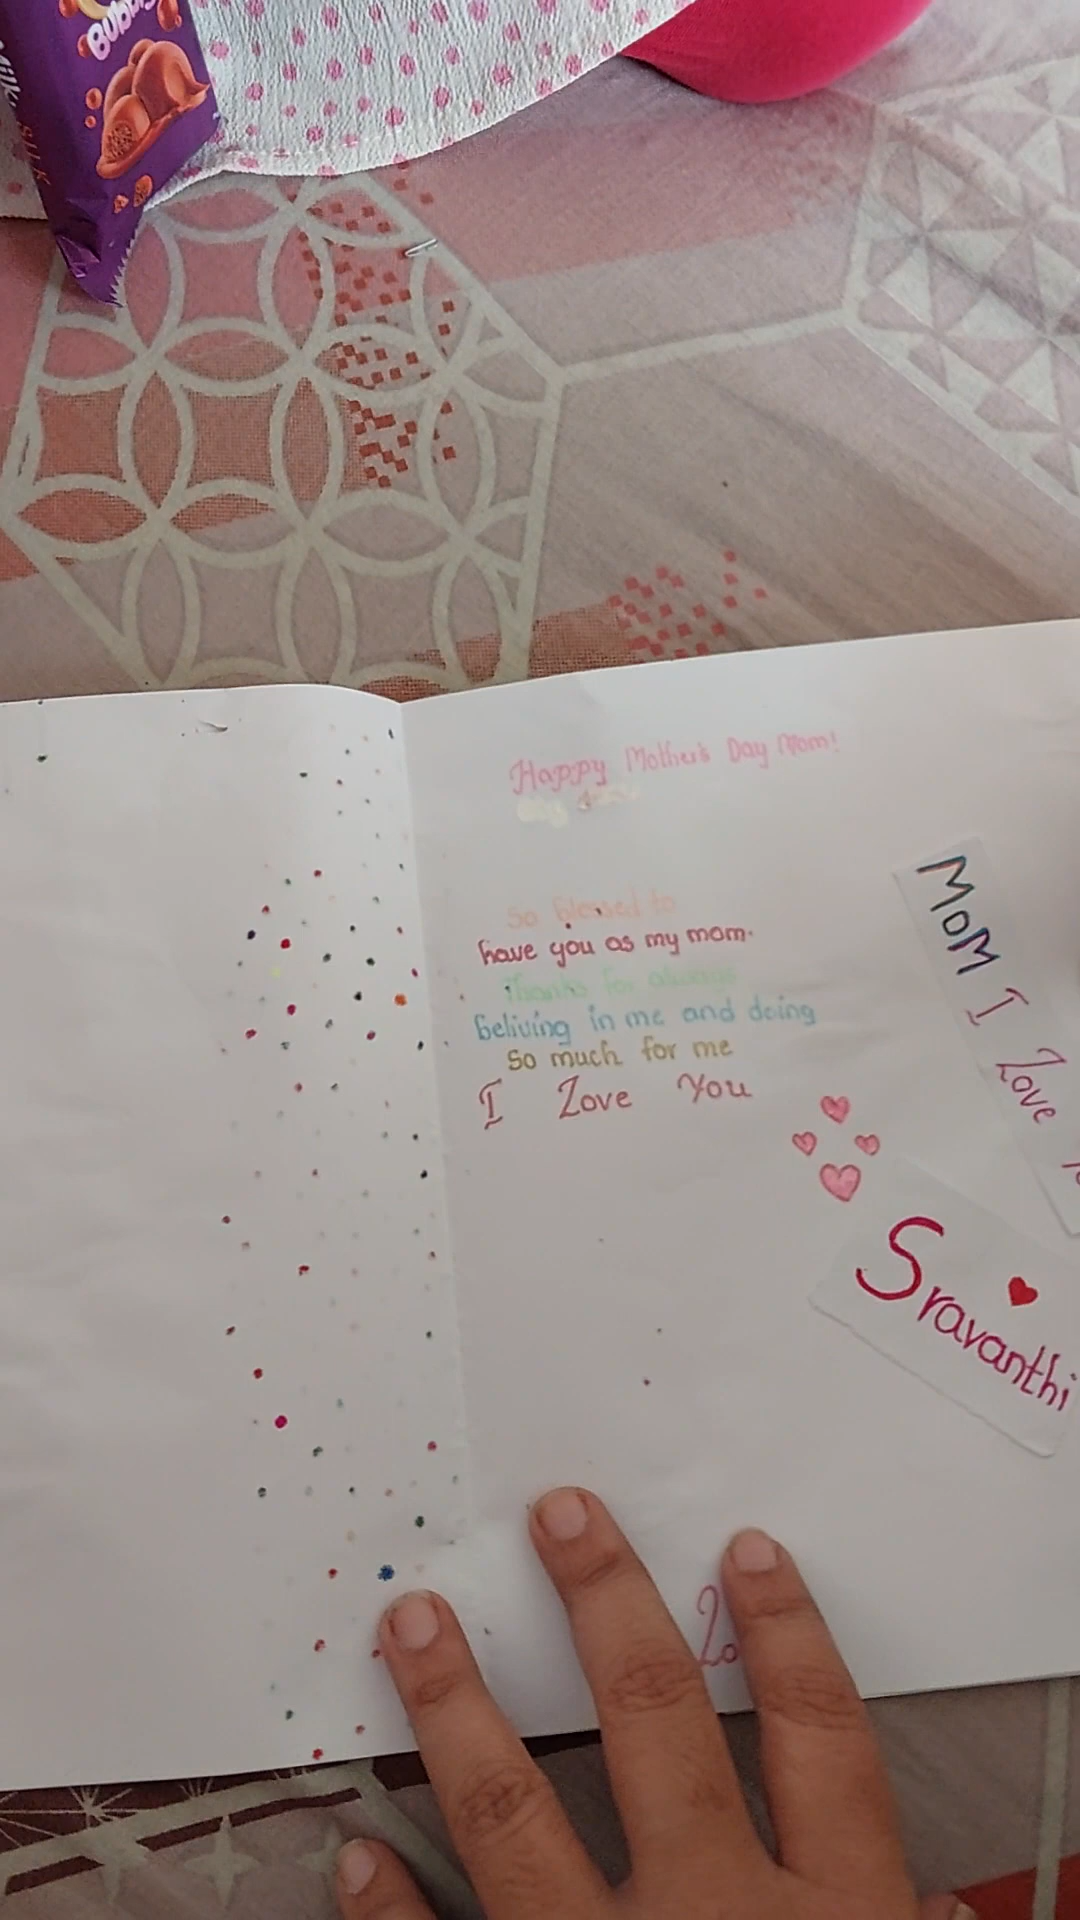 Bubbly
Milk
SILK
Happy Mother's Day Mom!
So blessed to
have you as my mom.
Thanks for always
beliving in me and doing
so much for me
I Love You
MOM I Love
Sravanthi